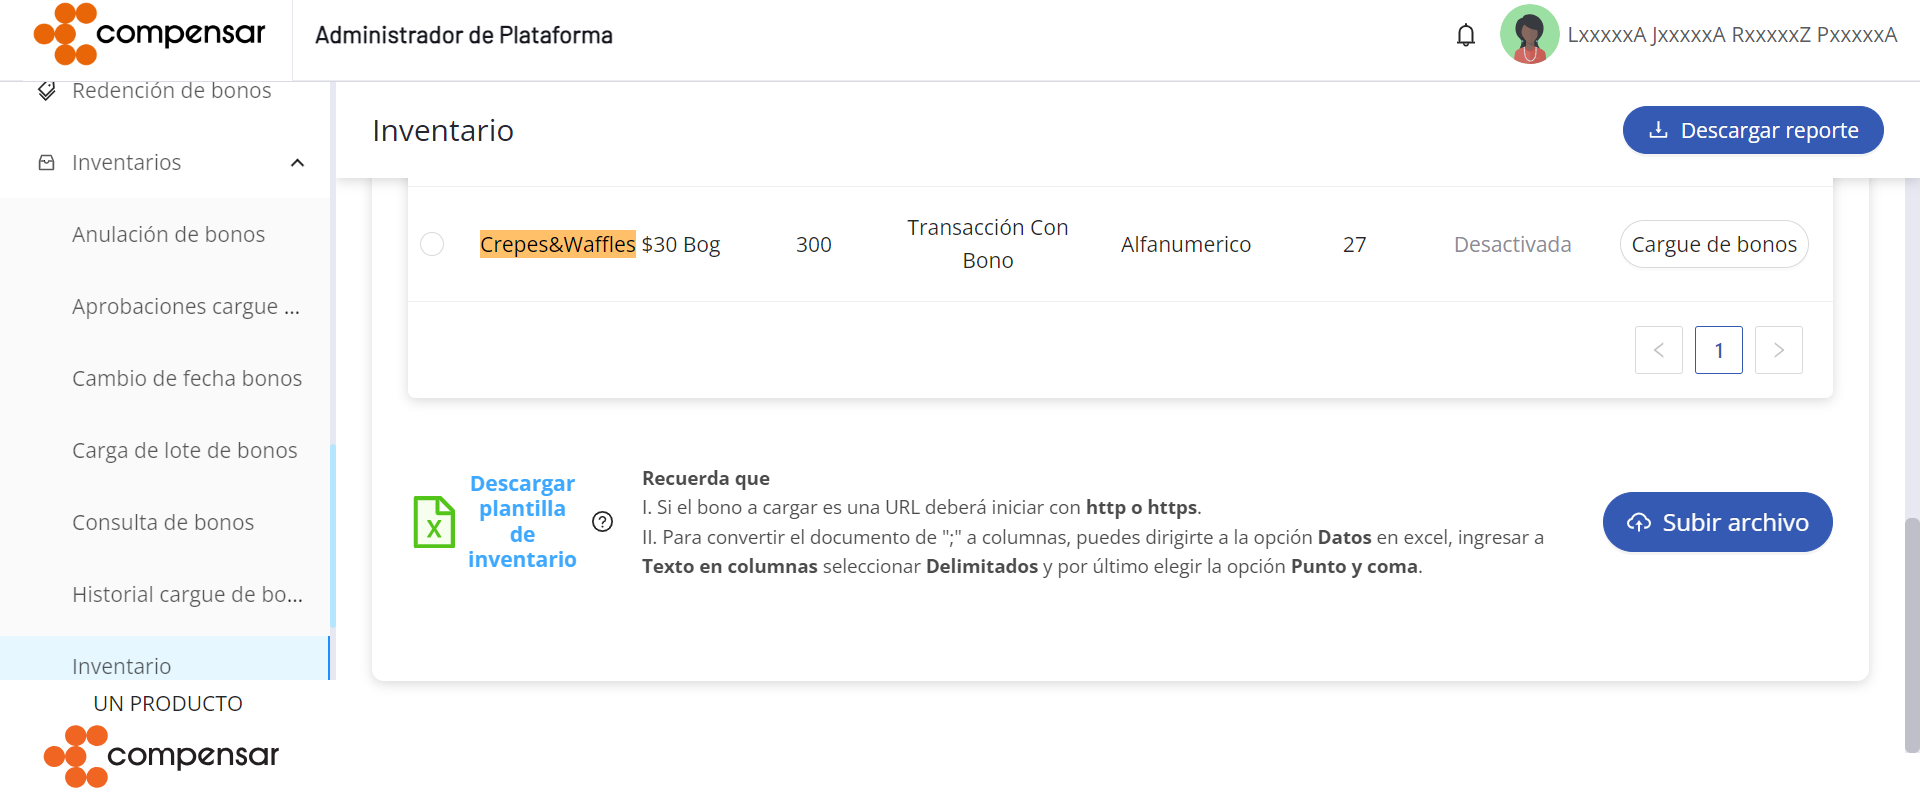 compensar
Administrador de Plataforma
LxxxxxA JxxxxxA RxxxxxZ PxxxxxA
Redención de bonos
Inventarios
Anulación de bonos
Aprobaciones cargue ...
Cambio de fecha bonos
Carga de lote de bonos
Consulta de bonos
Historial cargue de bo...
Inventario
UN PRODUCTO
compensar
Inventario
Descargar reporte
Crepes&Waffles $30 Bog
300
Transacción Con
Bono
Alfanumerico
27
Desactivada
Cargue de bonos
< 1 >
X
Descargar
plantilla
de
inventario
?
Recuerda que
I. Si el bono a cargar es una URL deberá iniciar con http o https.
II. Para convertir el documento de ";" a columnas, puedes dirigirte a la opción Datos en excel, ingresar a
Texto en columnas seleccionar Delimitados y por último elegir la opción Punto y coma.
Subir archivo